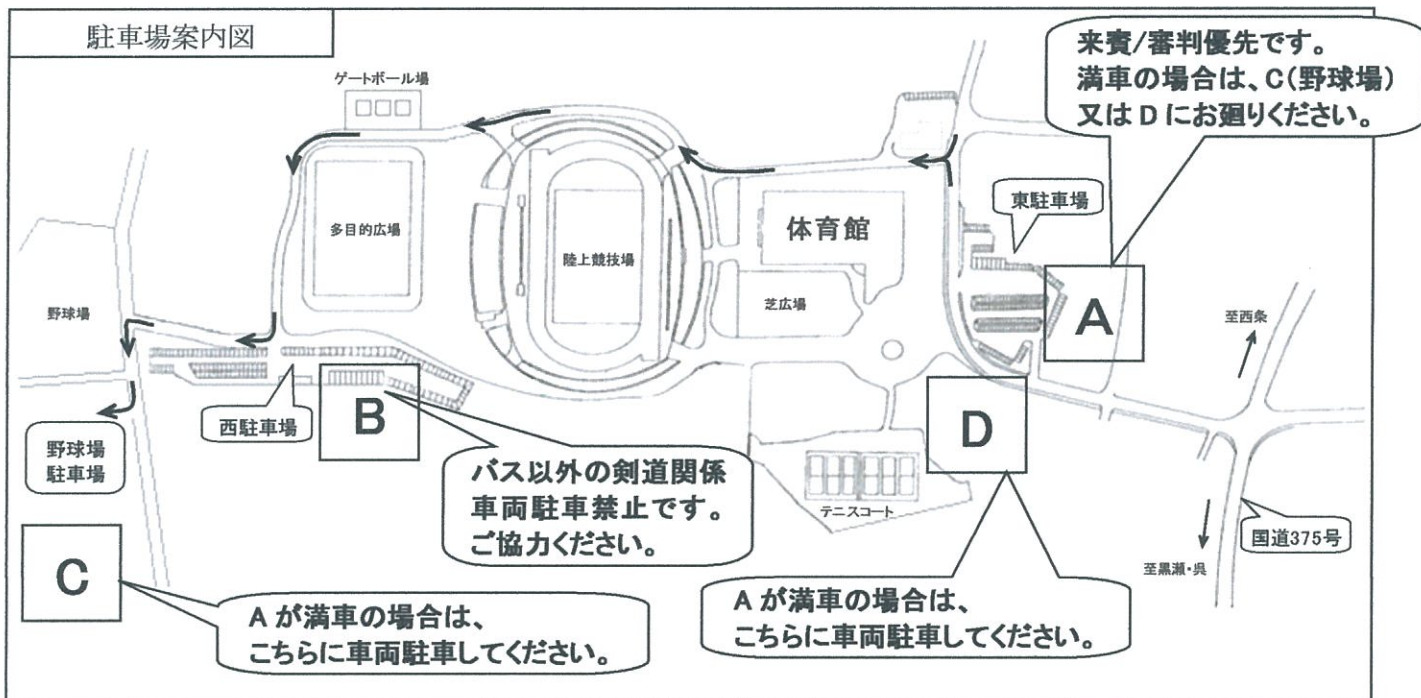 駐車場案内図
来賓/審判優先です。
満車の場合は、C(野球場)
又は D にお廻りください。
ゲートボール場
東駐車場
多目的広場
陸上競技場
体育館
芝広場
A
至西条
野球場
西駐車場
B
D
野球場
駐車場
バス以外の剣道関係
車両駐車禁止です。
ご協力ください。
テニスコート
国道375号
至黒瀬・呉
C
A が満車の場合は、
こちらに車両駐車してください。
A が満車の場合は、
こちらに車両駐車してください。